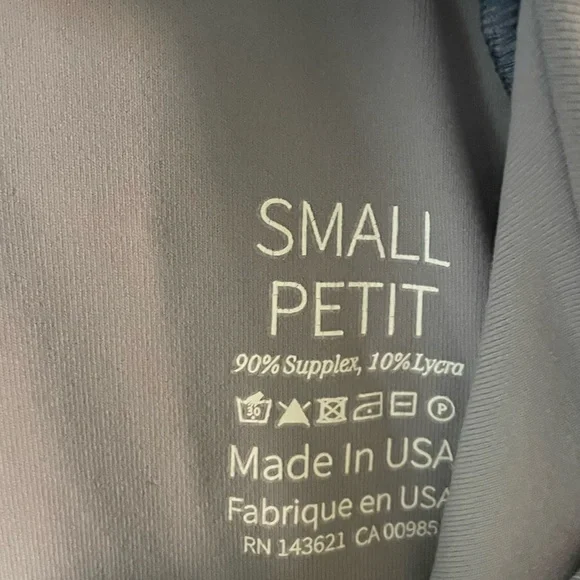 SMALL
PETIT
90% Supplex, 10% Lycra
30 P
Made In USA
Fabrique en USA
RN 143621 CA 00985